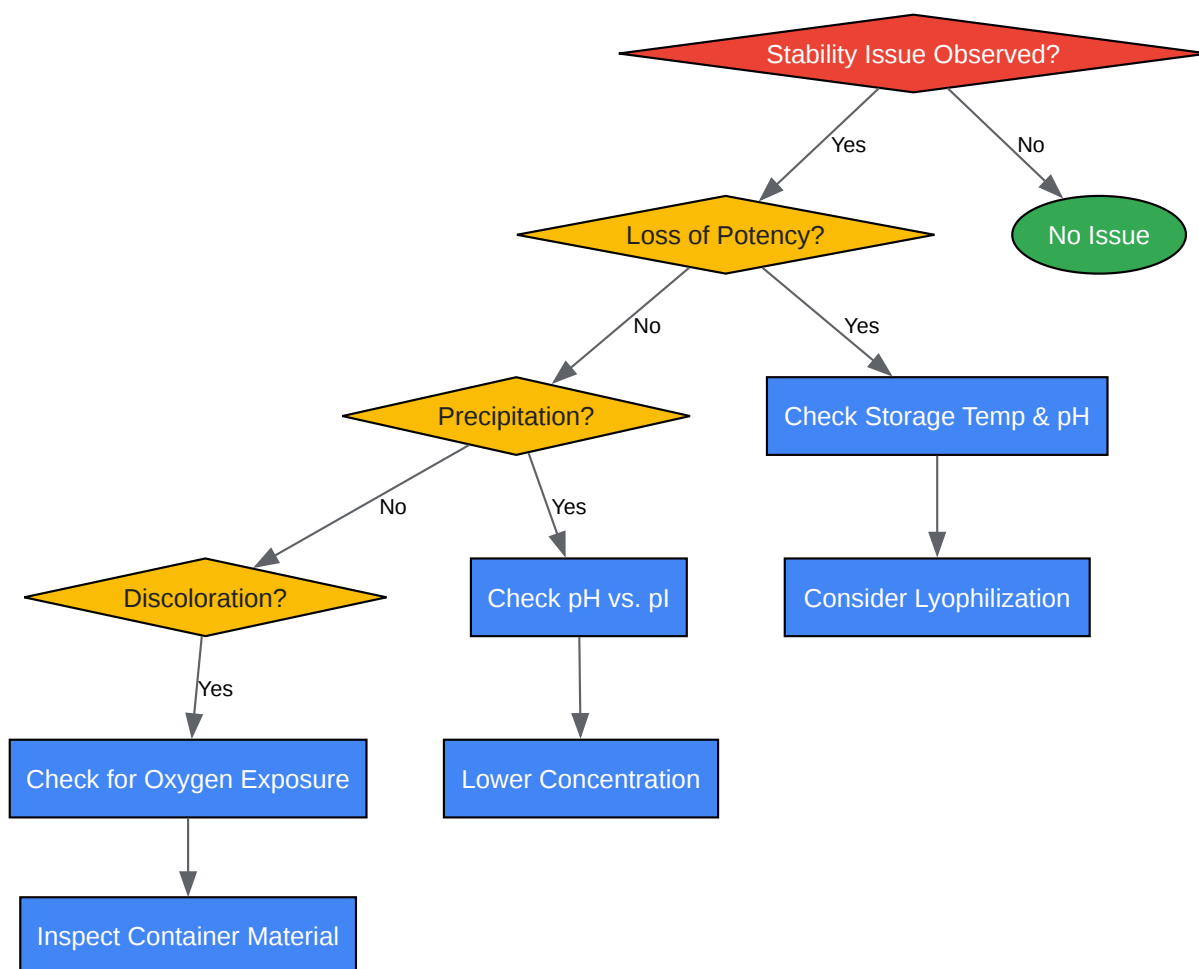 Stability Issue Observed?
Yes
No
Loss of Potency?
No Issue
No
Yes
Precipitation?
Check Storage Temp & pH
No
Yes
Discoloration?
Check pH vs. pI
Consider Lyophilization
Yes
Check for Oxygen Exposure
Lower Concentration
Inspect Container Material